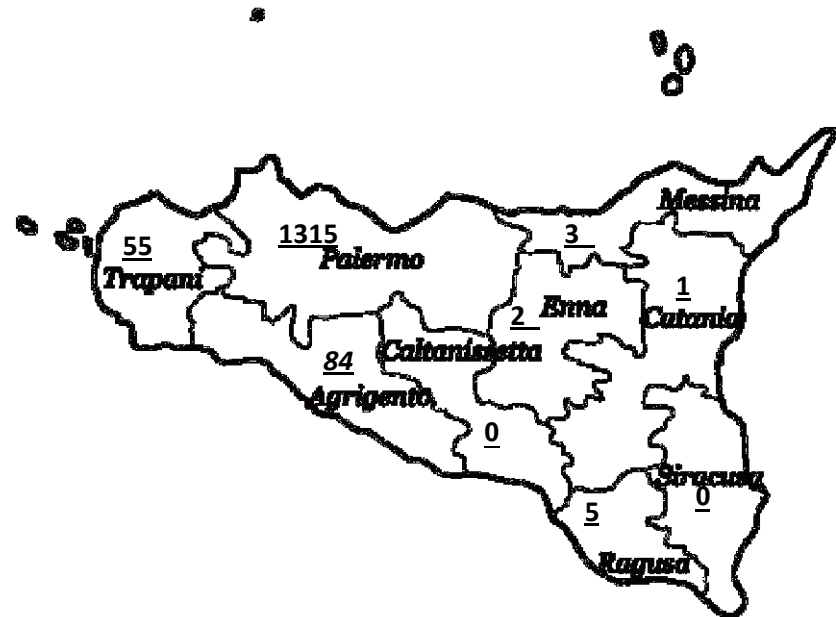 Messina
3
1315
Palermo
55
Trapani
1
Catania
2
Enna
Caltanissetta
84
Agrigento
0
Siracusa
0
5
Ragusa